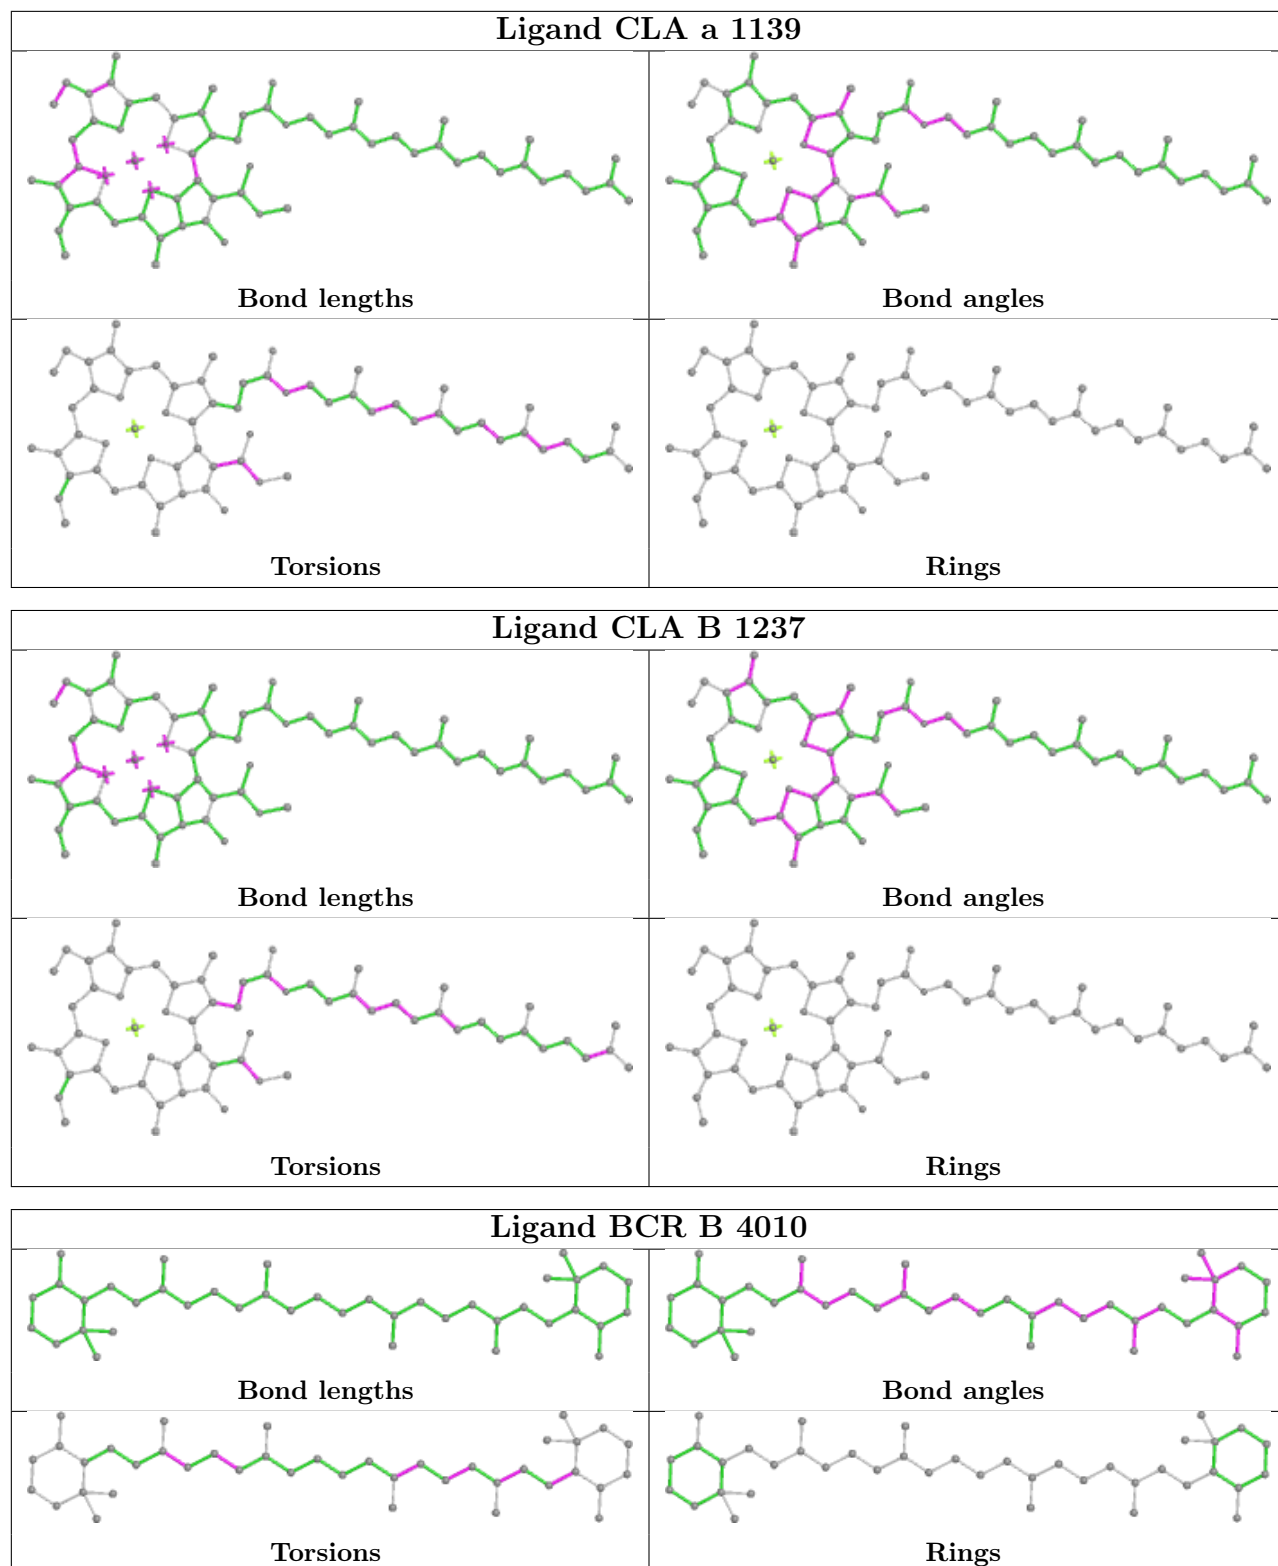 Ligand CLA a 1139
Bond lengths
Bond angles
Torsions
Rings
Ligand CLA B 1237
Bond lengths
Bond angles
Torsions
Rings
Ligand BCR B 4010
Bond lengths
Bond angles
Torsions
Rings